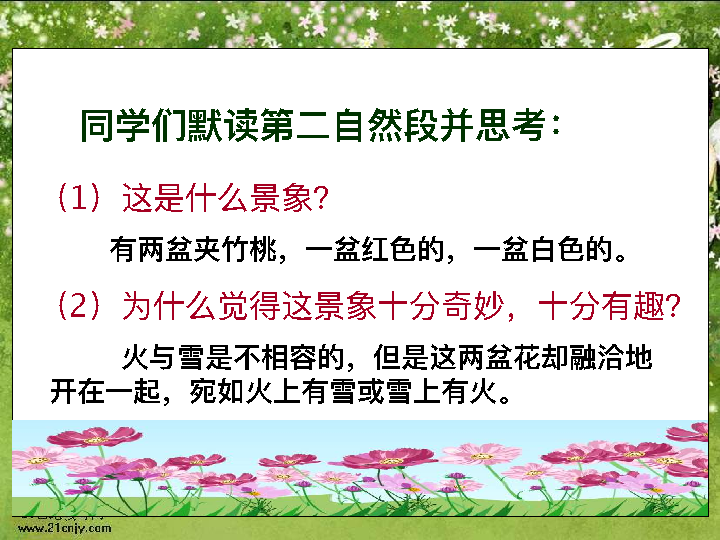 同学们默读第二自然段并思考：
（1）这是什么景象？
有两盆夹竹桃，一盆红色的，一盆白色的。
（2）为什么觉得这景象十分奇妙，十分有趣？
火与雪是不相容的，但是这两盆花却融洽地
开在一起，宛如火上有雪或雪上有火。
www.21cnjy.com